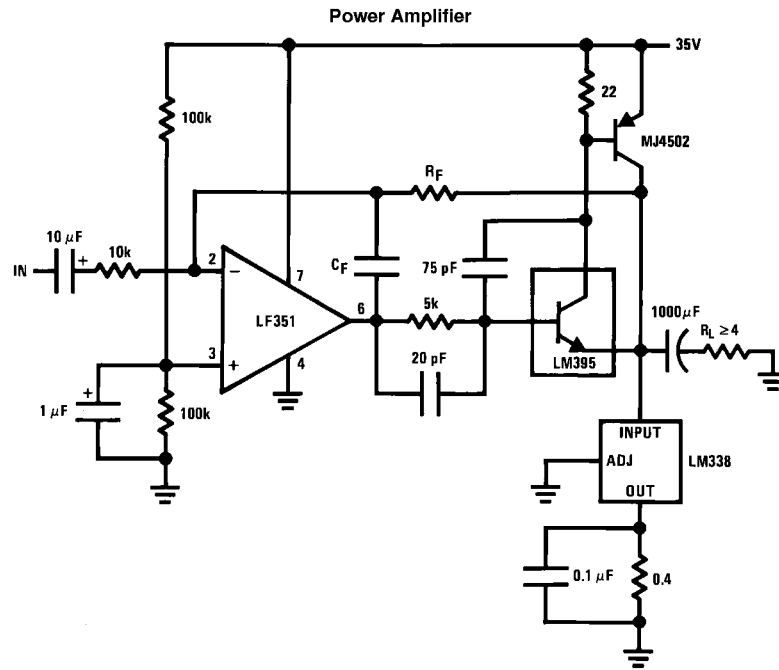 Power Amplifier
35V
100k
22
MJ4502
R_F
10 μF
+
10k
IN
2
−
7
C_F
75 pF
LF351
6
5k
1000μF
R_L ≥4
3
+
4
LM395
20 pF
+
1 μF
100k
INPUT
ADJ
LM338
OUT
0.1 μF
0.4